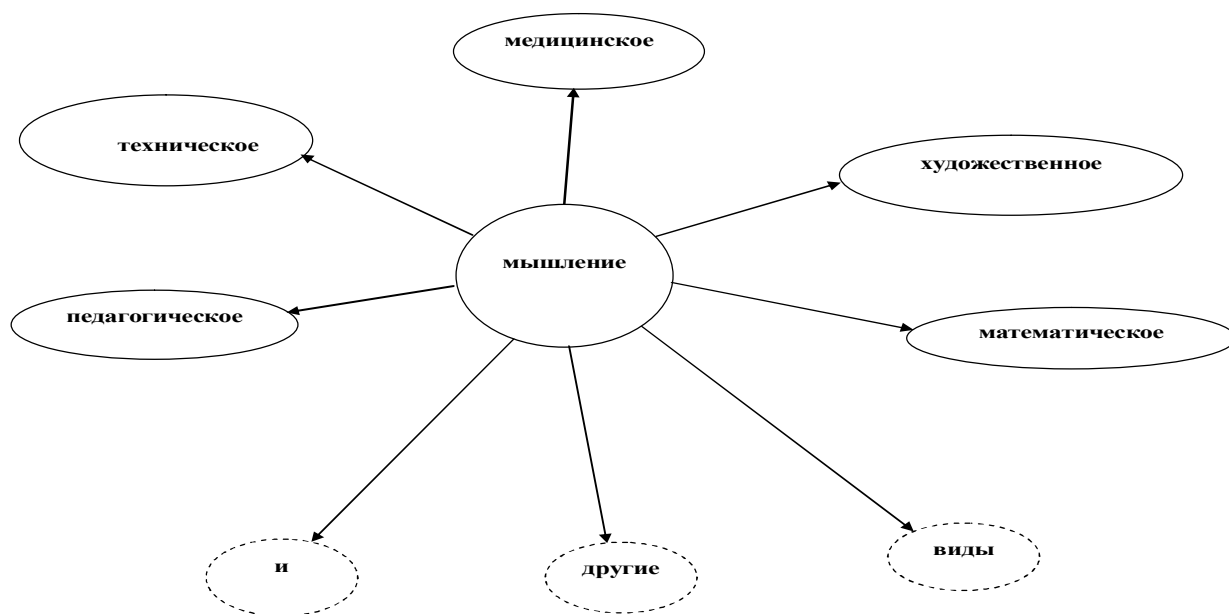 медицинское
техническое
художественное
мышление
педагогическое
математическое
и
другие
виды